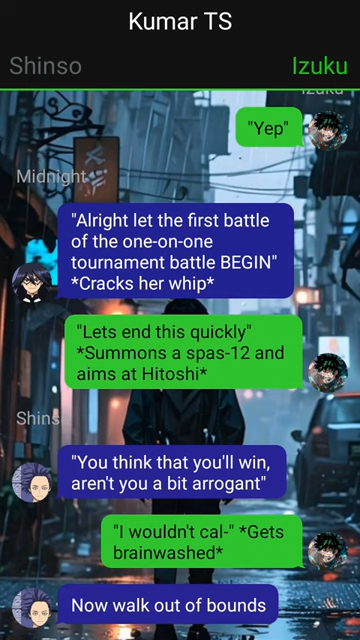 Kumar TS
Shinso
Izuku
Izuku
"Yep"
Midnight
"Alright let the first battle
of the one-on-one
tournament battle BEGIN"
*Cracks her whip*
"Lets end this quickly"
*Summons a spas-12 and
aims at Hitoshi*
Shins
"You think that you'll win,
aren't you a bit arrogant"
"I wouldn't cal-" *Gets
brainwashed*
Now walk out of bounds